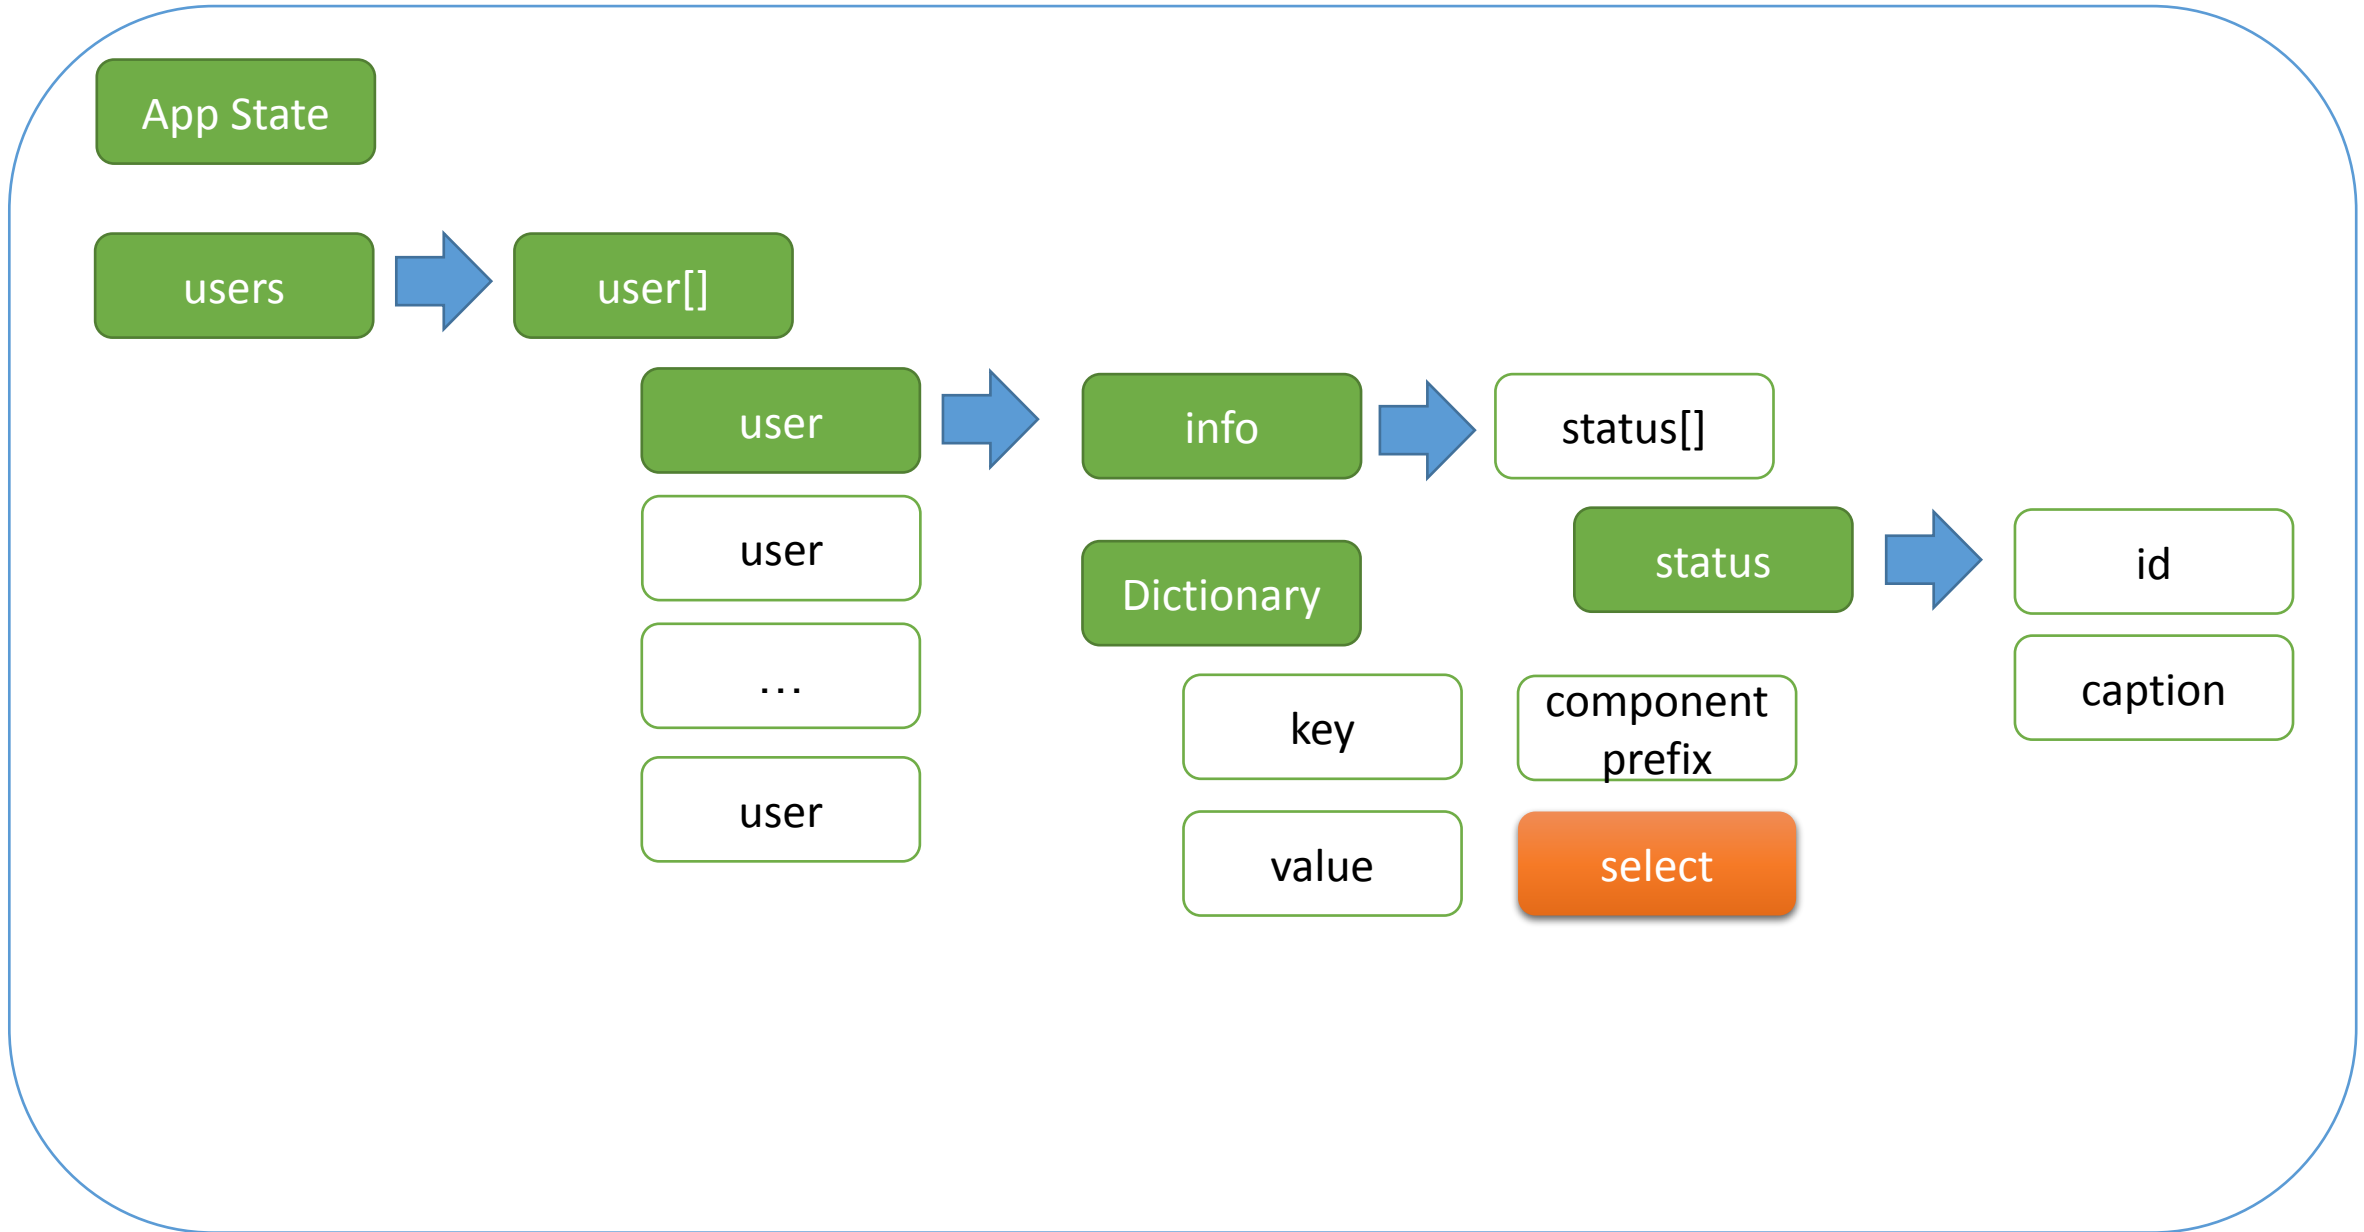 App State
users
user[]
user
info
status[]
user
Dictionary
status
id
…
key
component
prefix
caption
user
value
select